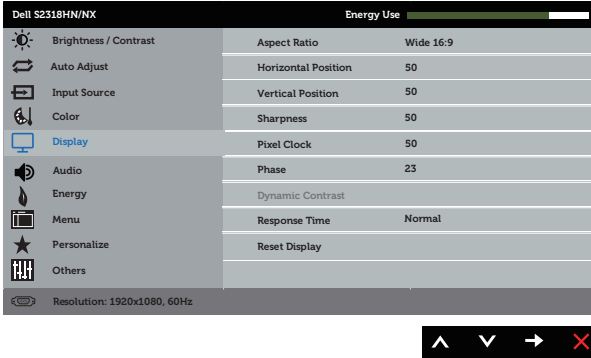 Dell S2318HN/NX
Energy Use
Brightness / Contrast
Auto Adjust
Input Source
Color
Display
Audio
Energy
Menu
Personalize
Others
Aspect Ratio Wide 16:9
Horizontal Position 50
Vertical Position 50
Sharpness 50
Pixel Clock 50
Phase 23
Dynamic Contrast
Response Time Normal
Reset Display
Resolution: 1920x1080, 60Hz